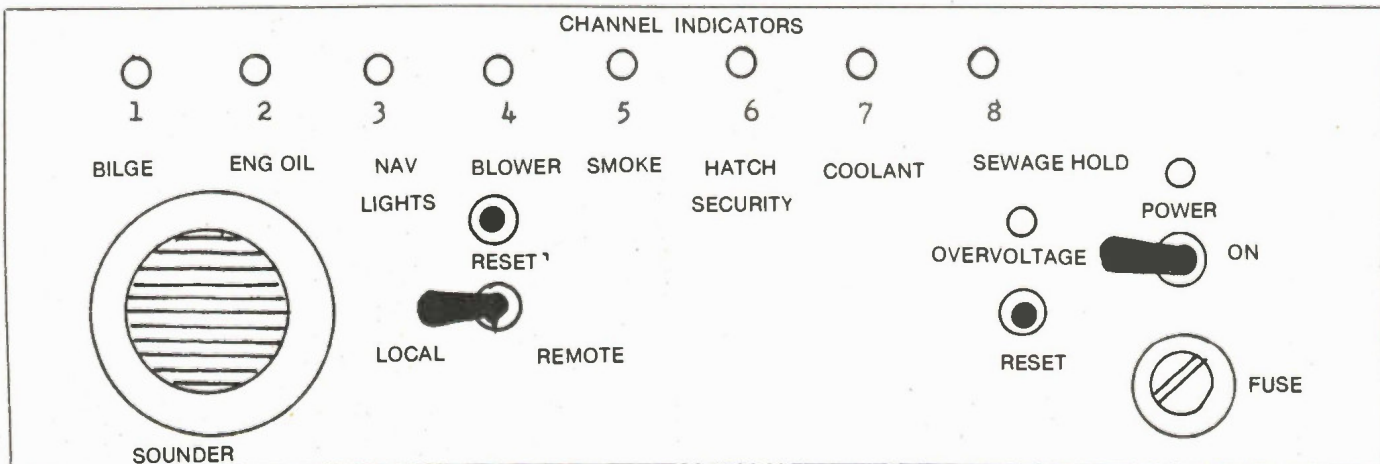 CHANNEL INDICATORS
1 2 3 4 5 6 7 8
BILGE ENG OIL NAV LIGHTS BLOWER SMOKE HATCH SECURITY COOLANT SEWAGE HOLD
POWER
ON
OVERVOLTAGE
RESET
LOCAL REMOTE
RESET
FUSE
SOUNDER